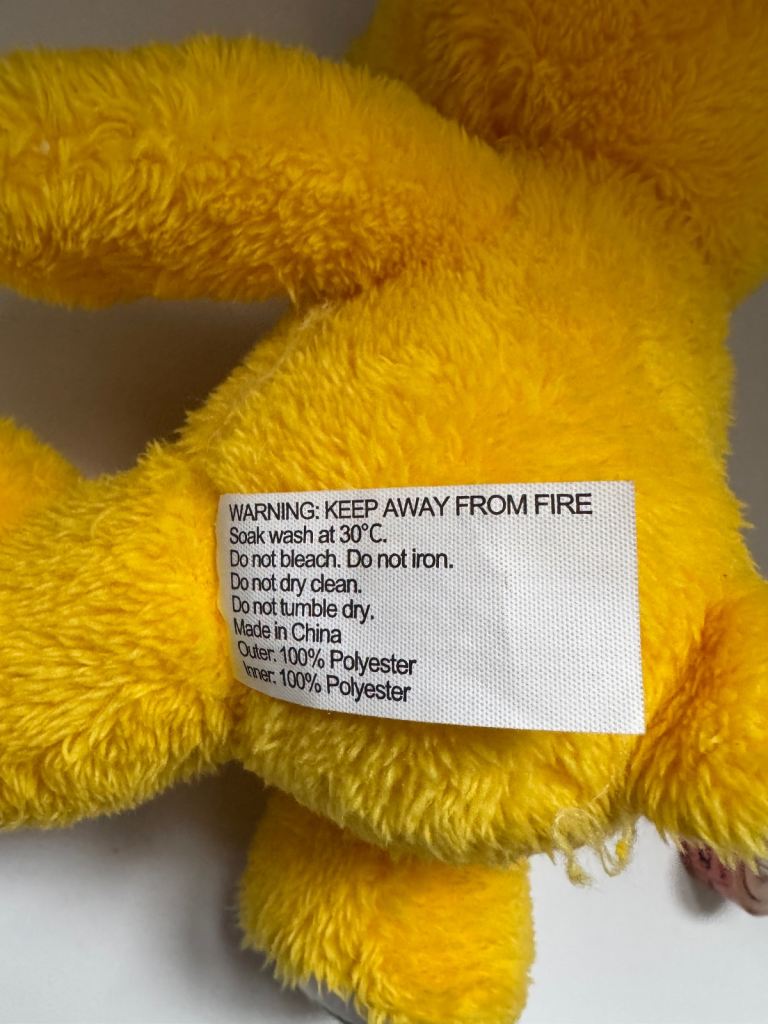 WARNING: KEEP AWAY FROM FIRE
Soak wash at 30°C.
Do not bleach. Do not iron.
Do not dry clean.
Do not tumble dry.
Made in China
Outer: 100% Polyester
Inner: 100% Polyester